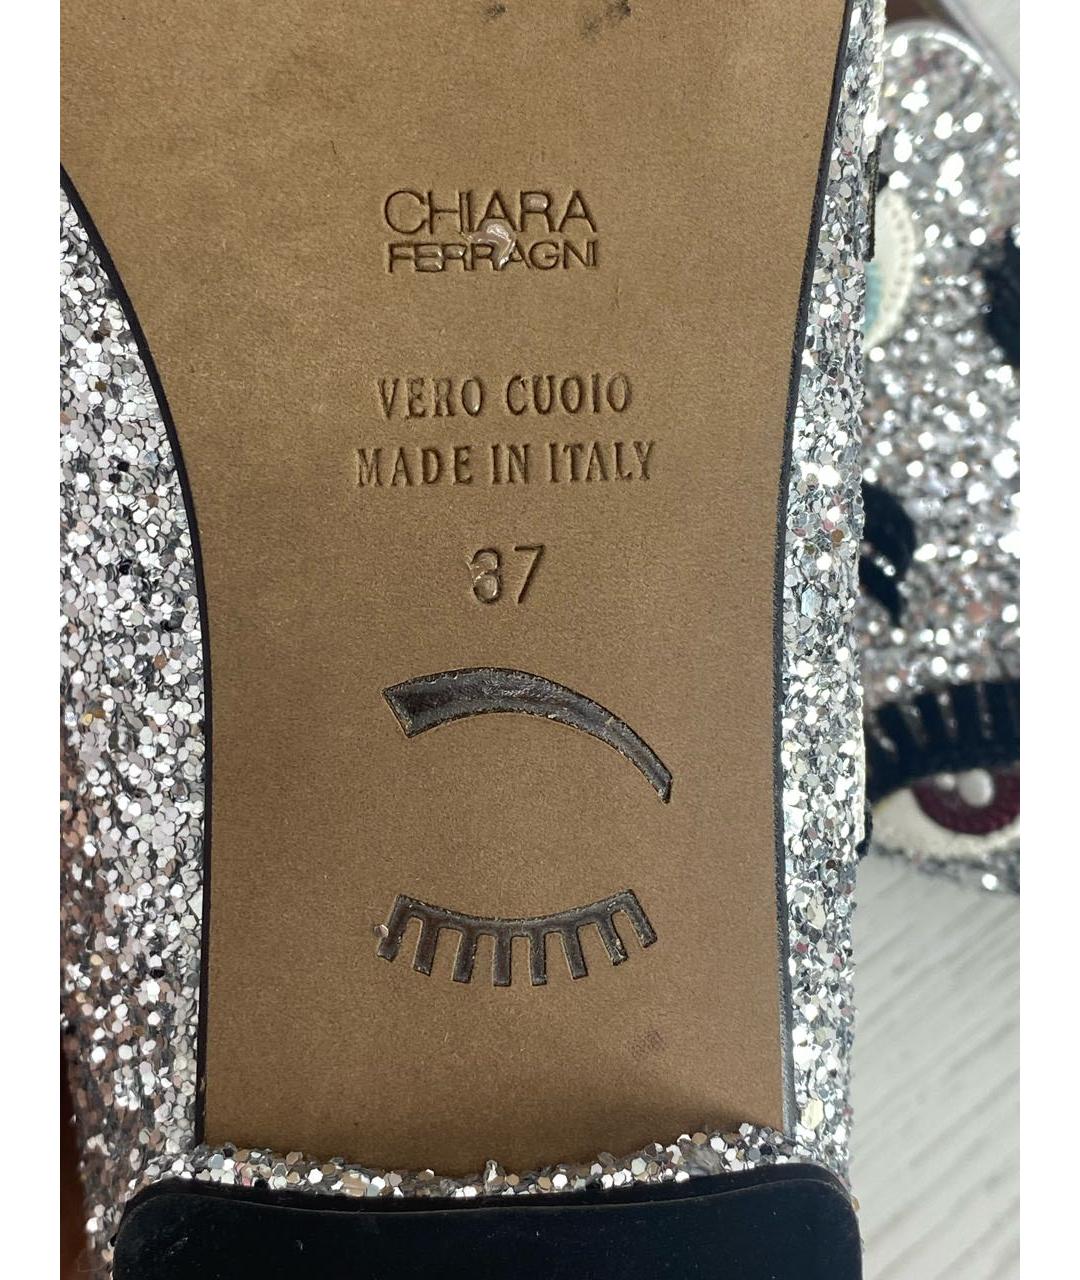 CHIARA
FERRAGNI
VERO CUOIO
MADE IN ITALY
37